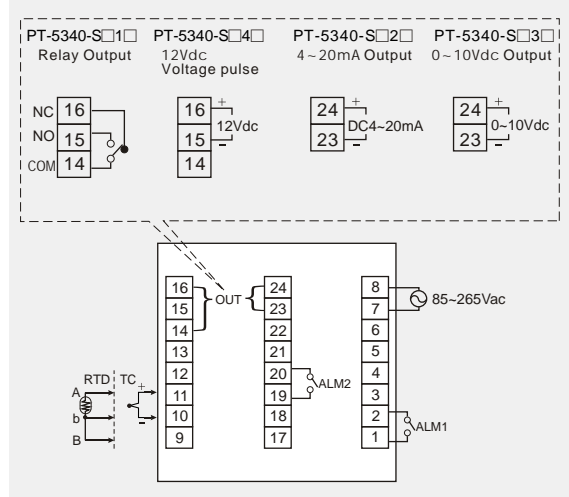 PT-5340-S□1□ PT-5340-S□4□ PT-5340-S□2□ PT-5340-S□3□
Relay Output 12Vdc 4~20mA Output 0~10Vdc Output
Voltage pulse
NC 16 16 + 24 + 24 +
NO 15 15 - 12Vdc 23 - DC4~20mA 23 - 0~10Vdc
COM 14 14
16 24 8
OUT 85~265Vac
15 23 7
14 22 6
13 21 5
RTD TC 12 20 4
A + 11 19 ALM2 3
b - 10 18 2
ALM1
B 9 17 1